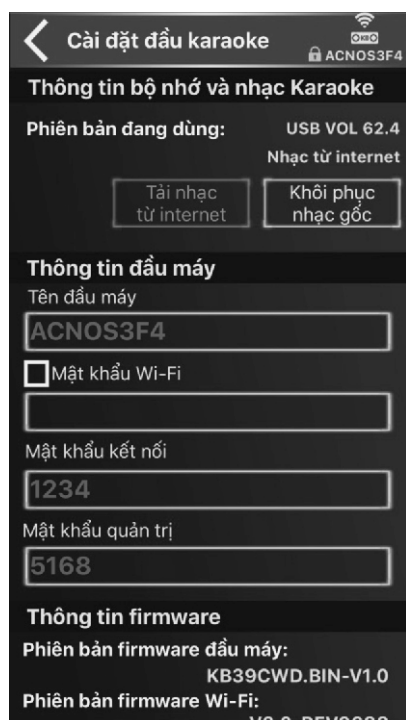 Cài đặt đầu karaoke
OKEO
ACNOS3F4
Thông tin bộ nhớ và nhạc Karaoke
Phiên bản đang dùng:
USB VOL 62.4
Nhạc từ internet
Tải nhạc
từ internet
Khôi phục
nhạc gốc
Thông tin đầu máy
Tên đầu máy
ACNOS3F4
Mật khẩu Wi-Fi
Mật khẩu kết nối
1234
Mật khẩu quản trị
5168
Thông tin firmware
Phiên bản firmware đầu máy:
KB39CWD.BIN-V1.0
Phiên bản firmware Wi-Fi: